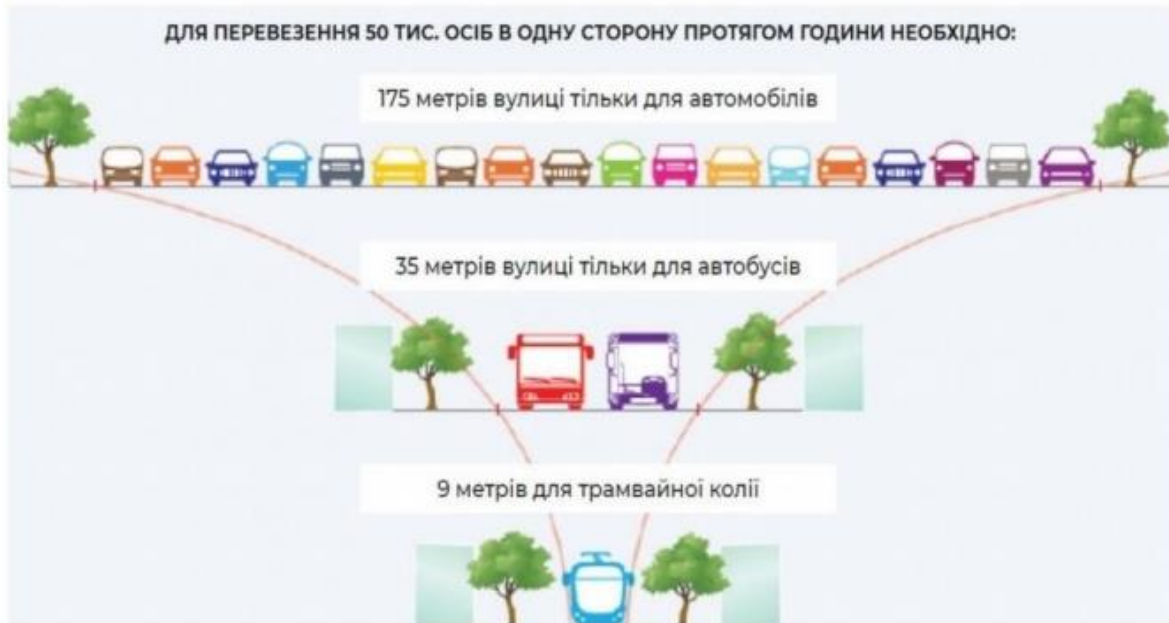 ДЛЯ ПЕРЕВЕЗЕННЯ 50 ТИС. ОСІБ В ОДНУ СТОРОНУ ПРОТЯГОМ ГОДИНИ НЕОБХІДНО:
175 метрів вулиці тільки для автомобілів
35 метрів вулиці тільки для автобусів
9 метрів для трамвайної колії